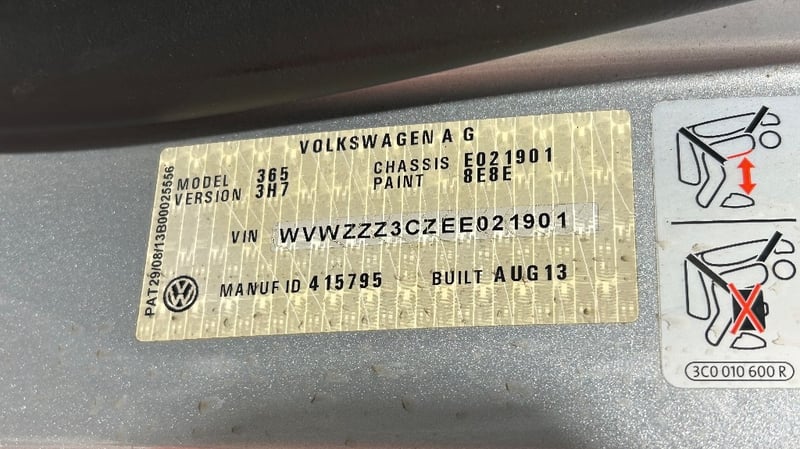 VOLKSWAGEN A G
MODEL 365 CHASSIS E021901
VERSION 3H7 PAINT 8E8E
VIN WVWZZZ3CZEE021901
MANUF ID 415795 BUILT AUG13
PAT29/08/13B00025556
3C0 010 600 R